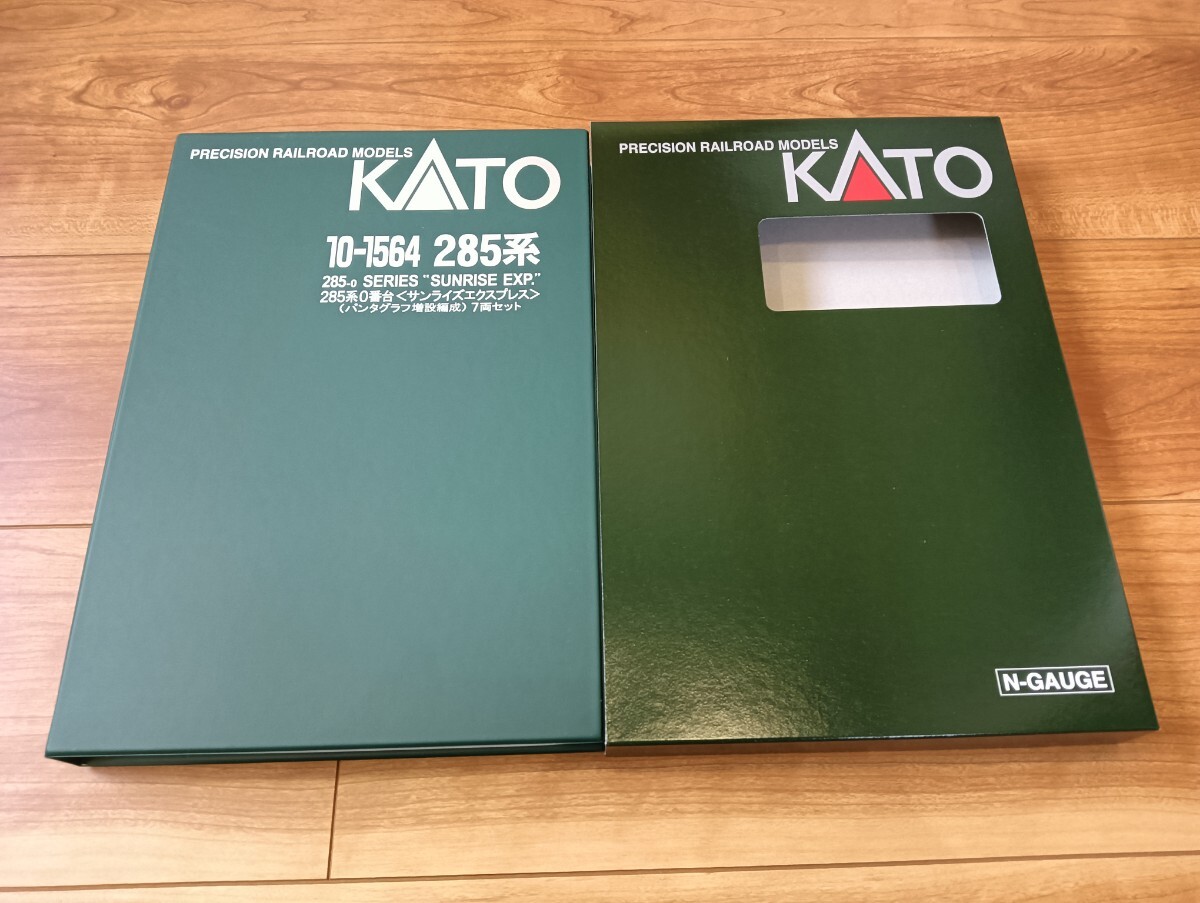 PRECISION RAILROAD MODELS
KATO
10-1564 285系
285-0 SERIES "SUNRISE EXP."
285系0番台<サンライズエクスプレス>
(パンタグラフ増設編成) 7両セット
PRECISION RAILROAD MODELS
KATO
N-GAUGE